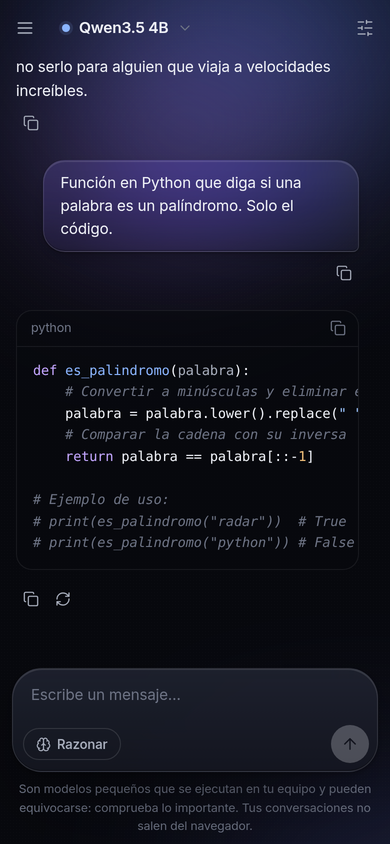 Qwen3.5 4B
no serlo para alguien que viaja a velocidades
increíbles.
Función en Python que diga si una
palabra es un palíndromo. Solo el
código.
python
def es_palindromo(palabra):
    # Convertir a minúsculas y eliminar
    palabra = palabra.lower().replace(" "
    # Comparar la cadena con su inversa
    return palabra == palabra[::-1]
# Ejemplo de uso:
# print(es_palindromo("radar"))  # True
# print(es_palindromo("python")) # False
Escribe un mensaje...
Razonar
Son modelos pequeños que se ejecutan en tu equipo y pueden
equivocarse: comprueba lo importante. Tus conversaciones no
salen del navegador.